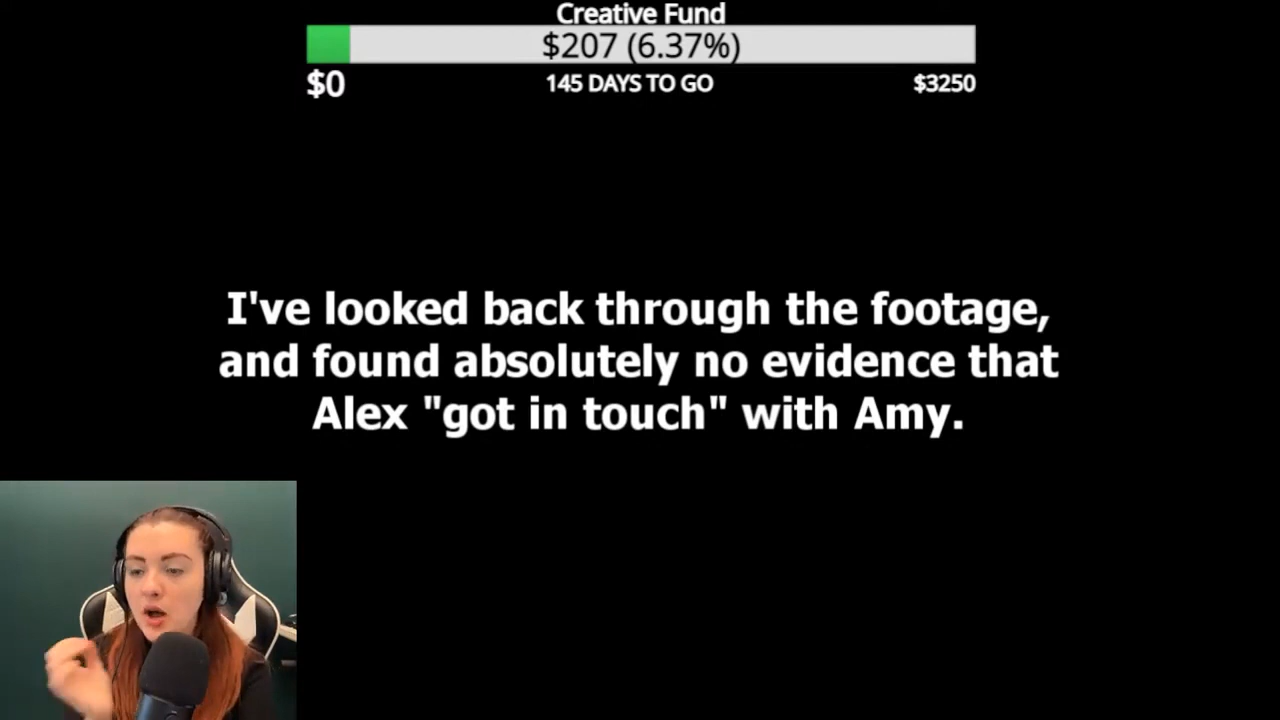 Creative Fund
$207 (6.37%)
$0 145 DAYS TO GO $3250
I've looked back through the footage,
and found absolutely no evidence that
Alex "got in touch" with Amy.